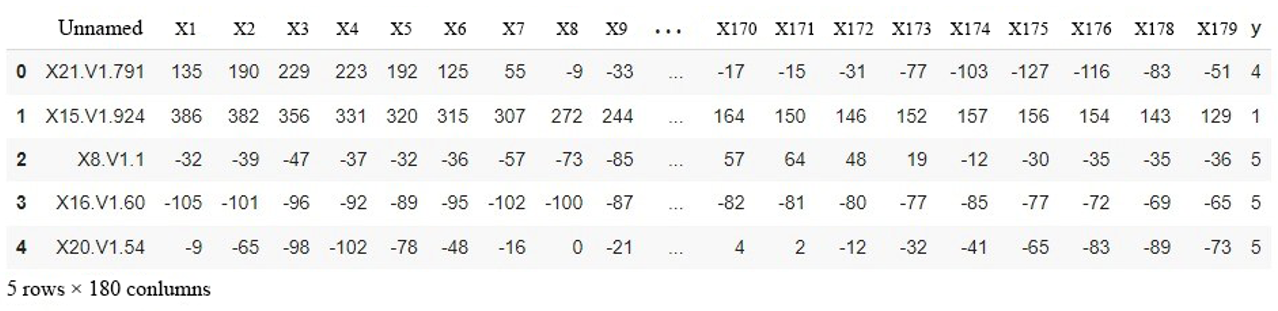 Unnamed X1 X2 X3 X4 X5 X6 X7 X8 X9 ... X170 X171 X172 X173 X174 X175 X176 X178 X179 y
0 X21.V1.791 135 190 229 223 192 125 55 -9 -33 ... -17 -15 -31 -77 -103 -127 -116 -83 -51 4
1 X15.V1.924 386 382 356 331 320 315 307 272 244 ... 164 150 146 152 157 156 154 143 129 1
2 X8.V1.1 -32 -39 -47 -37 -32 -36 -57 -73 -85 ... 57 64 48 19 -12 -30 -35 -35 -36 5
3 X16.V1.60 -105 -101 -96 -92 -89 -95 -102 -100 -87 ... -82 -81 -80 -77 -85 -77 -72 -69 -65 5
4 X20.V1.54 -9 -65 -98 -102 -78 -48 -16 0 -21 ... 4 2 -12 -32 -41 -65 -83 -89 -73 5
5 rows × 180 conlumns